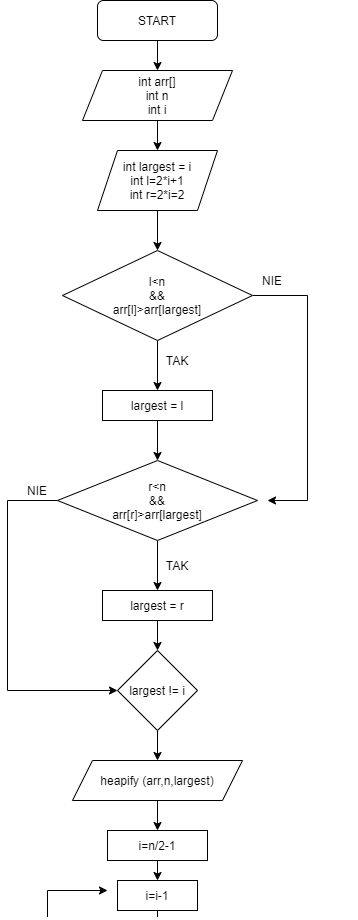 START
int arr[]
int n
int i
int largest = i
int l=2*i+1
int r=2*i=2
l<n
&&
arr[l]>arr[largest]
NIE
TAK
largest = l
r<n
&&
arr[r]>arr[largest]
NIE
TAK
largest = r
largest != i
heapify (arr,n,largest)
i=n/2-1
i=i-1